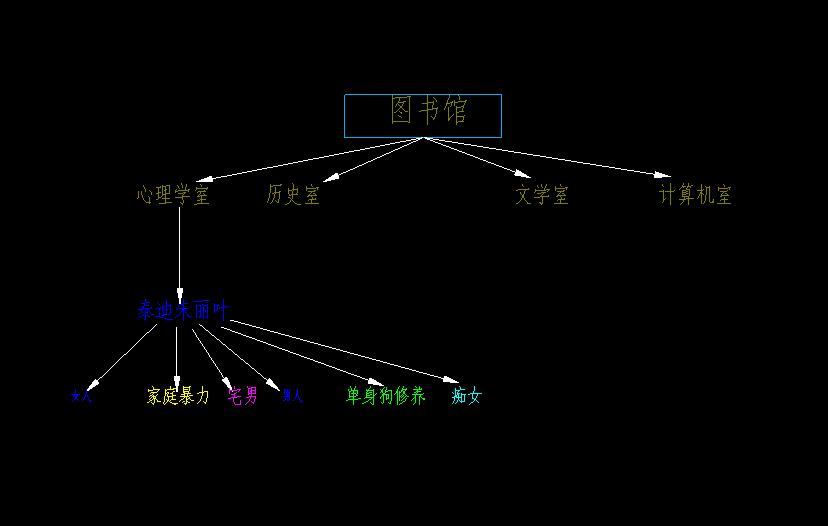 图书馆
心理学室
历史室
文学室
计算机室
泰迪朱丽叶
女人
家庭暴力
宅男
男人
单身狗修养
痴女